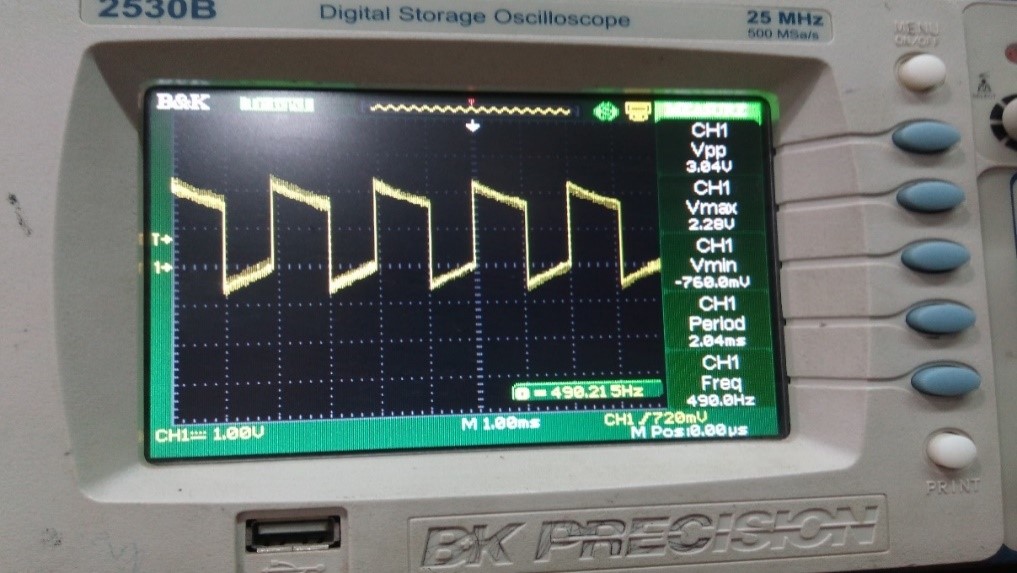 2530B
Digital Storage Oscilloscope
25 MHz
500 MSa/s
MENU
ON/OFF
B&K
CH1
Vpp
3.04V
CH1
Vmax
2.28V
CH1
Vmin
-760.0mV
CH1
Period
2.04ms
CH1
Freq
490.0Hz
T
1
= 490.215Hz
CH1 1.00V
M 1.00ms
CH1 /720mV
M Pos:0.00µs
PRINT
BK PRECISION